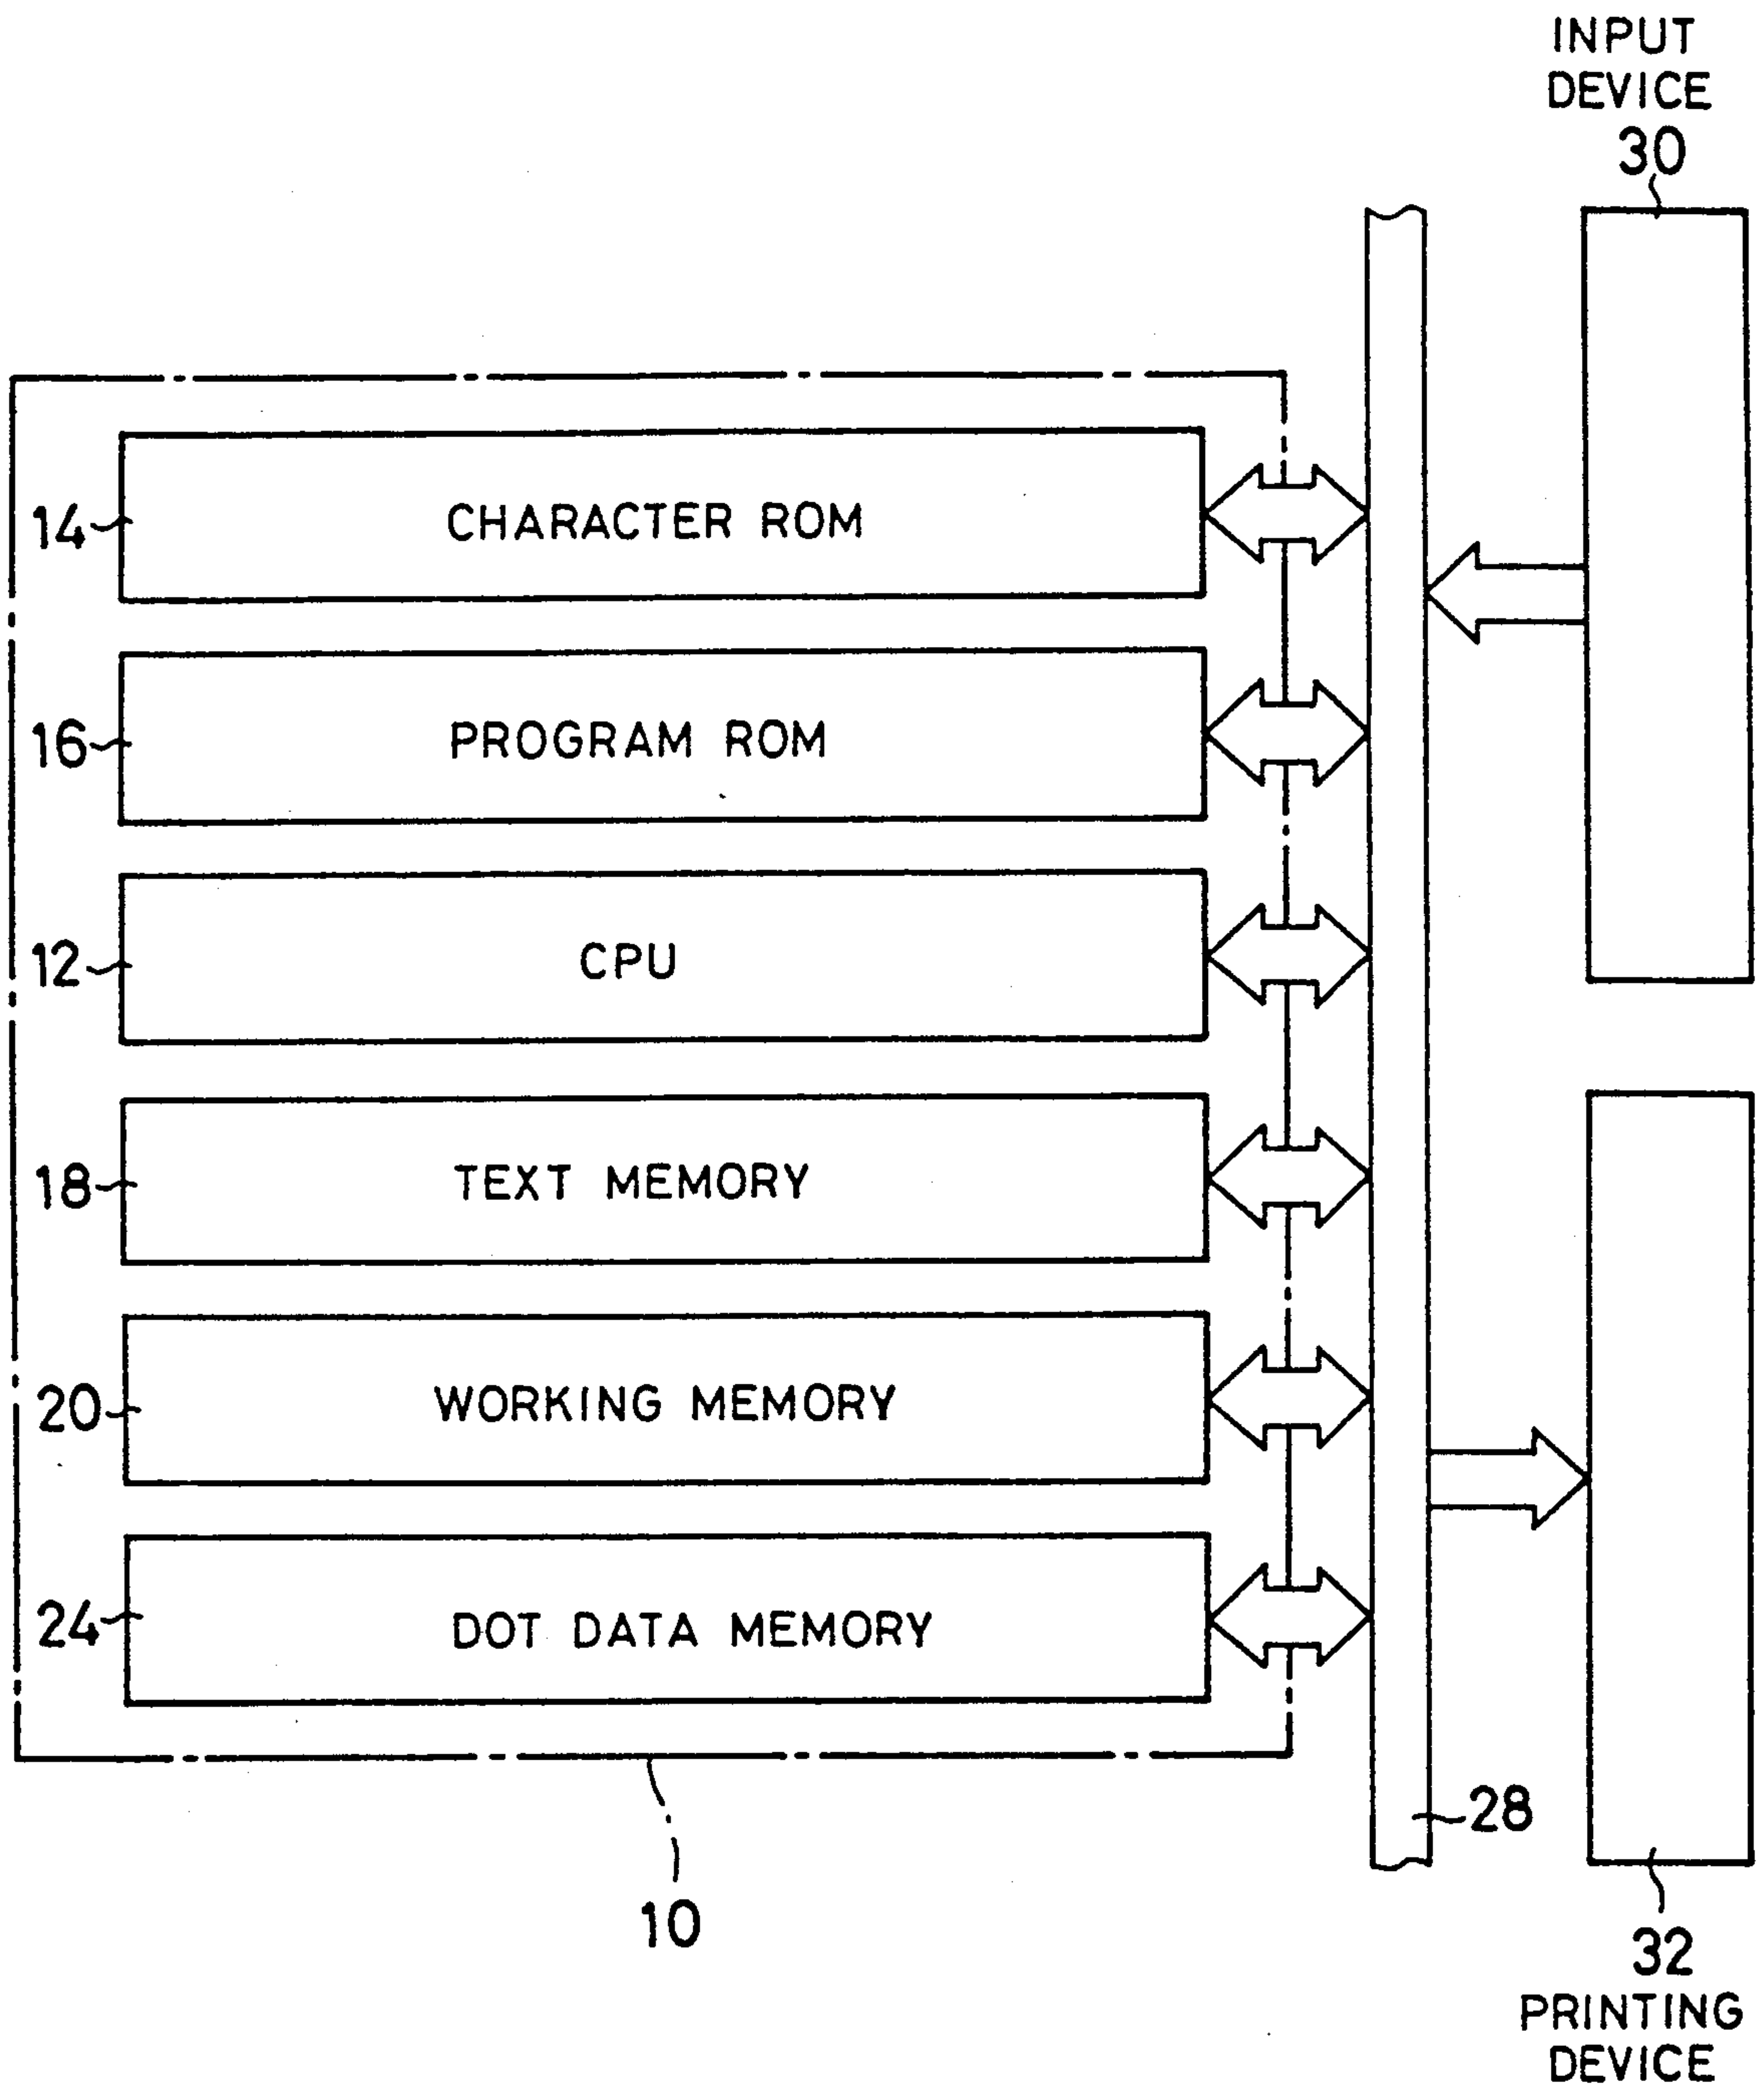 INPUT
DEVICE
30
14
CHARACTER ROM
16
PROGRAM ROM
12
CPU
18
TEXT MEMORY
20
WORKING MEMORY
24
DOT DATA MEMORY
28
10
32
PRINTING
DEVICE